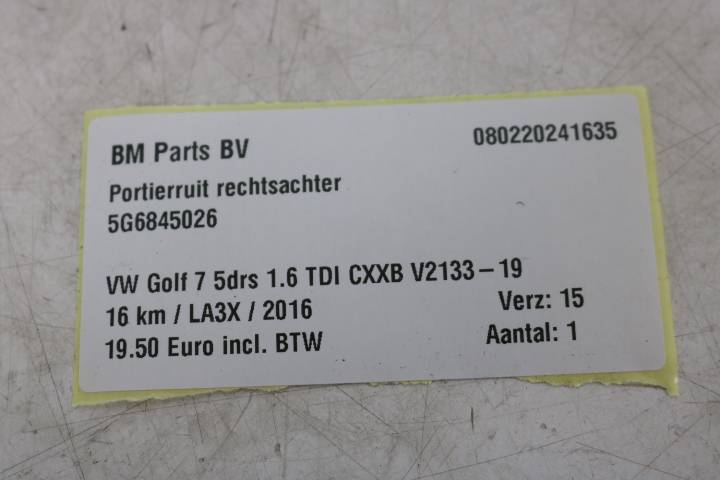 BM Parts BV 080220241635
Portierruit rechtsachter
5G6845026
VW Golf 7 5drs 1.6 TDI CXXB V2133-19
16 km / LA3X / 2016 Verz: 15
19.50 Euro incl. BTW Aantal: 1